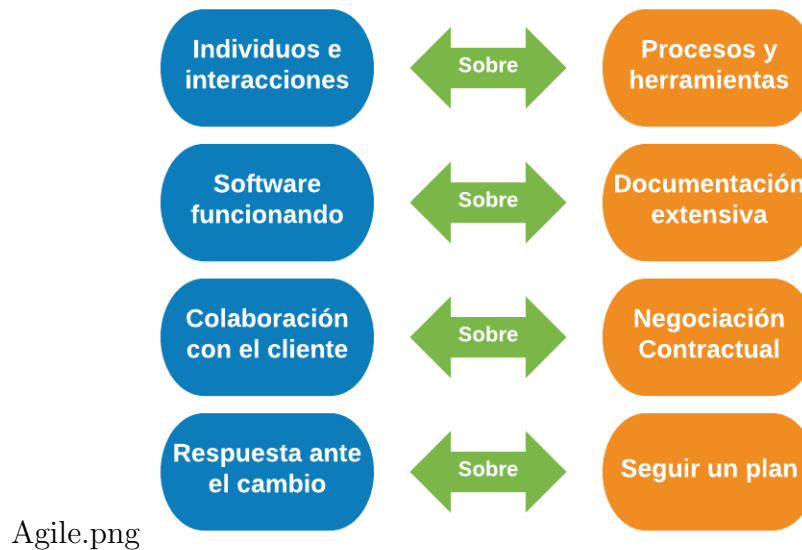 Individuos e
interacciones
Sobre
Procesos y
herramientas
Software
funcionando
Sobre
Documentación
extensiva
Colaboración
con el cliente
Sobre
Negociación
Contractual
Respuesta ante
el cambio
Sobre
Seguir un plan
Agile.png